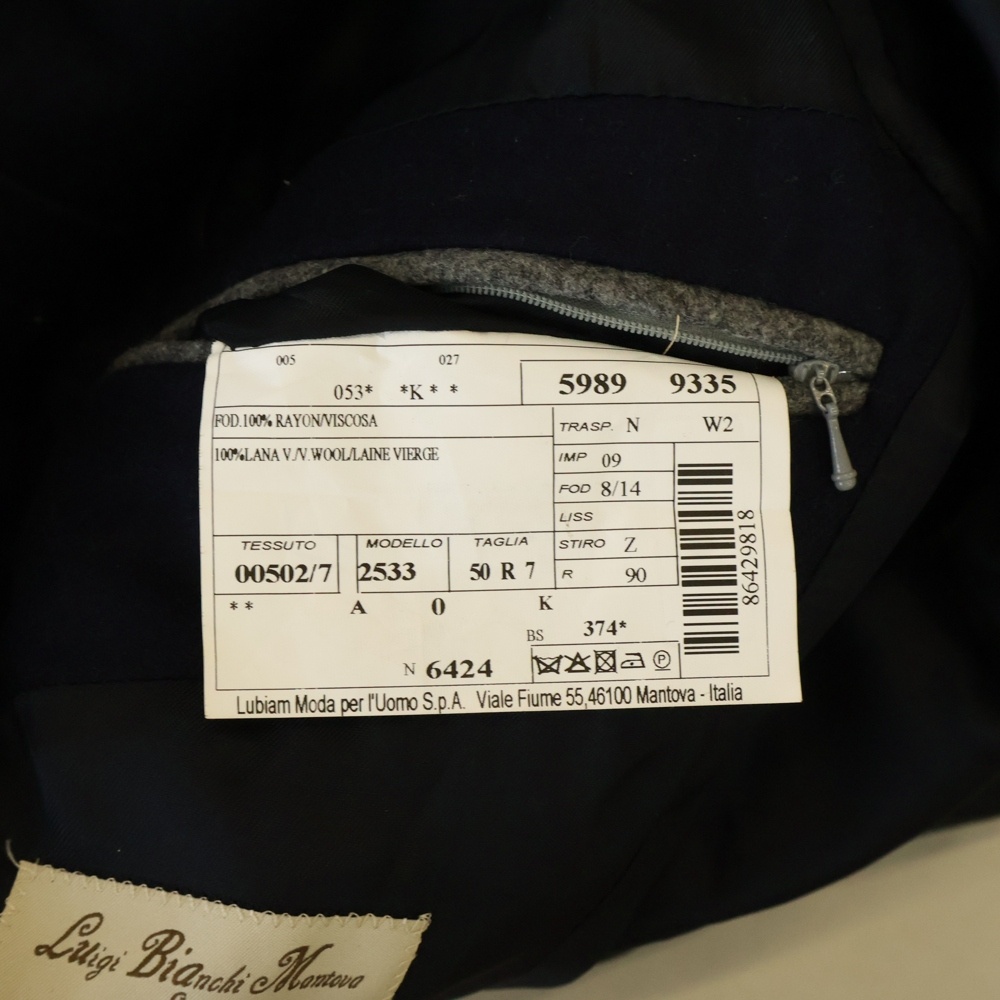 005 027
053* *K * *
5989 9335
FOD.100% RAYON/VISCOSA
TRASP. N W2
100%LANA V./V.WOOL/LAINE VIERGE
IMP 09
FOD 8/14
LISS
TESSUTO MODELLO TAGLIA
STIRO Z
00502/7 2533 50 R 7
R 90
86429818
** A 0 K
BS 374*
N 6424
P
Lubiam Moda per l'Uomo S.p.A. Viale Fiume 55,46100 Mantova - Italia
Luigi Bianchi Mantova